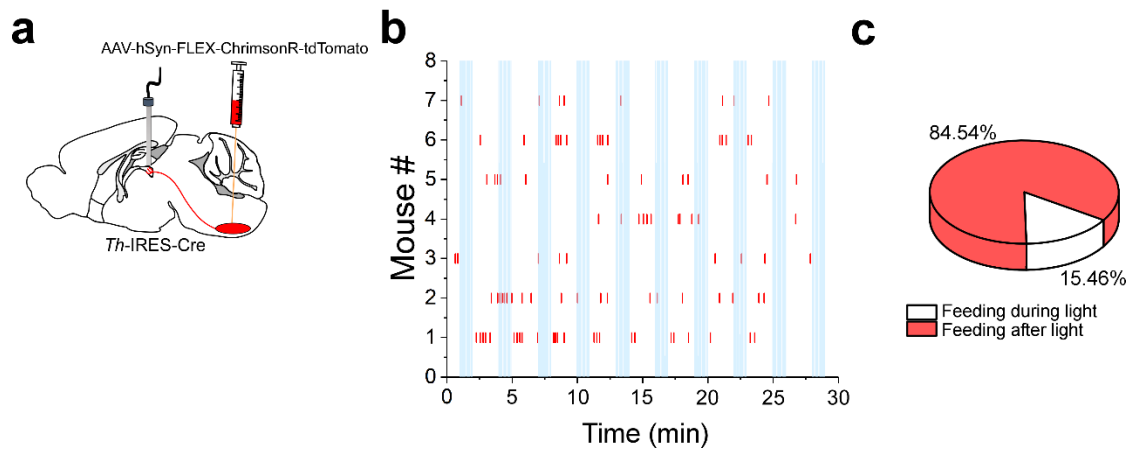 a
AAV-hSyn-FLEX-ChrimsonR-tdTomato
Th-IRES-Cre
b
Mouse #
8
7
6
5
4
3
2
1
0
0 5 10 15 20 25 30
Time (min)
c
84.54%
15.46%
Feeding during light
Feeding after light